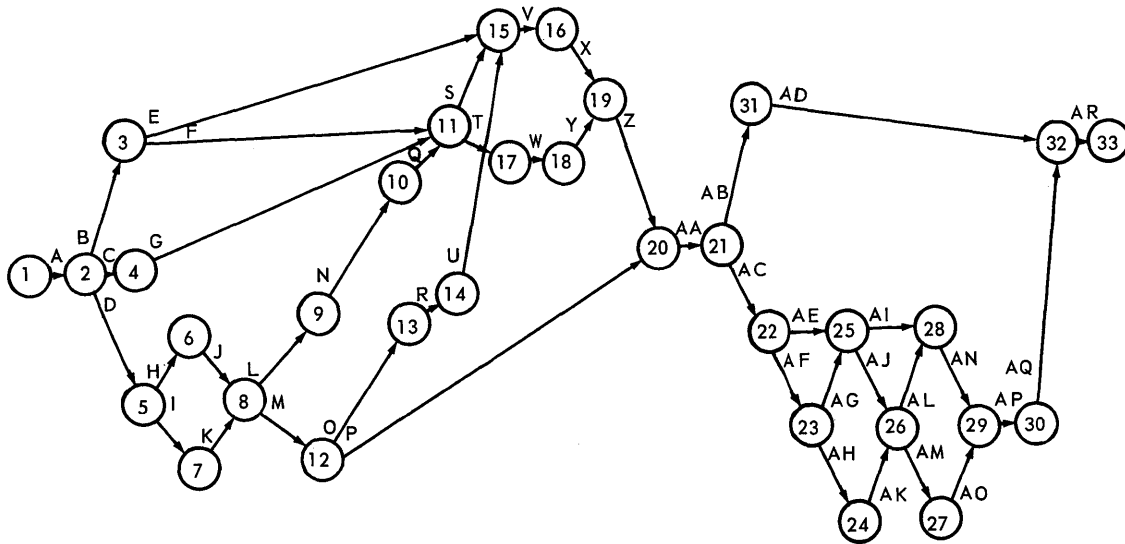 V
15
16
X
E
S
31
AD
19
F
3
11
T
Y
Z
AR
Q
W
32
33
17
18
10
AB
B
G
U
AA
A
C
20
21
1
2
4
N
R
14
AC
D
9
13
6
AE
AI
28
H
J
22
25
L
AF
AJ
AN
AQ
5
I
8
M
AG
AL
AP
K
O
P
23
26
29
30
7
12
AH
AM
AK
AO
24
27